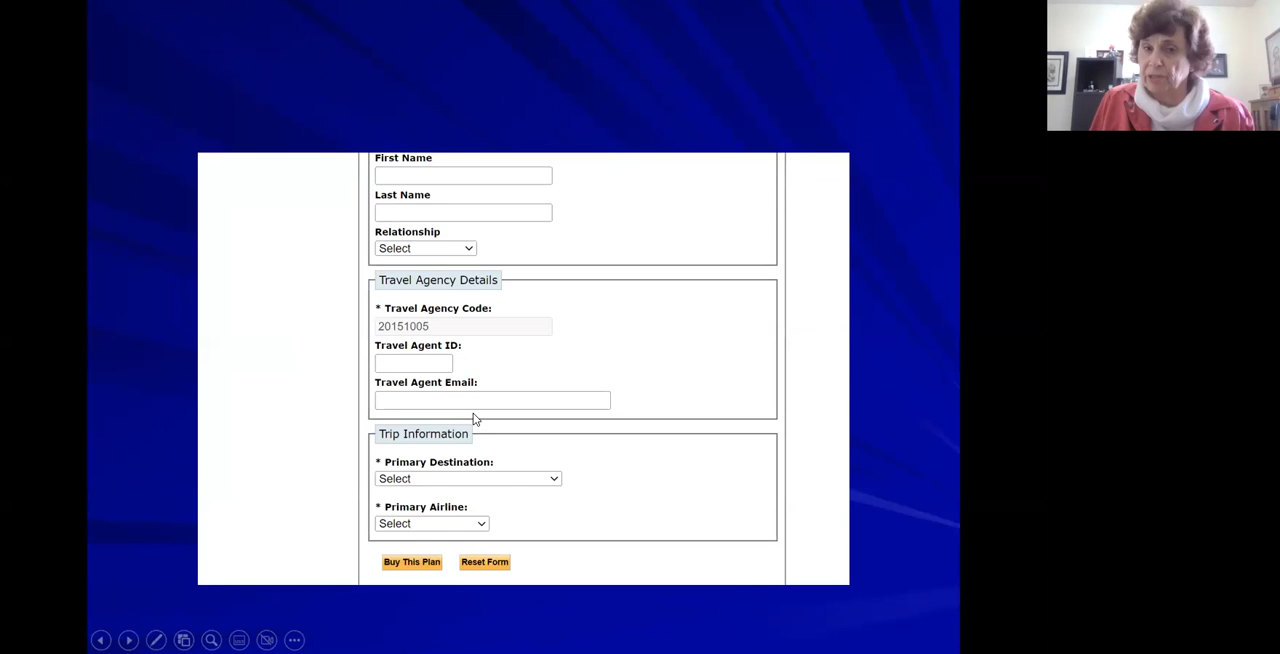 First Name
Last Name
Relationship
Select
Travel Agency Details
* Travel Agency Code:
20151005
Travel Agent ID:
Travel Agent Email:
Trip Information
* Primary Destination:
Select
* Primary Airline:
Select
Buy This Plan Reset Form